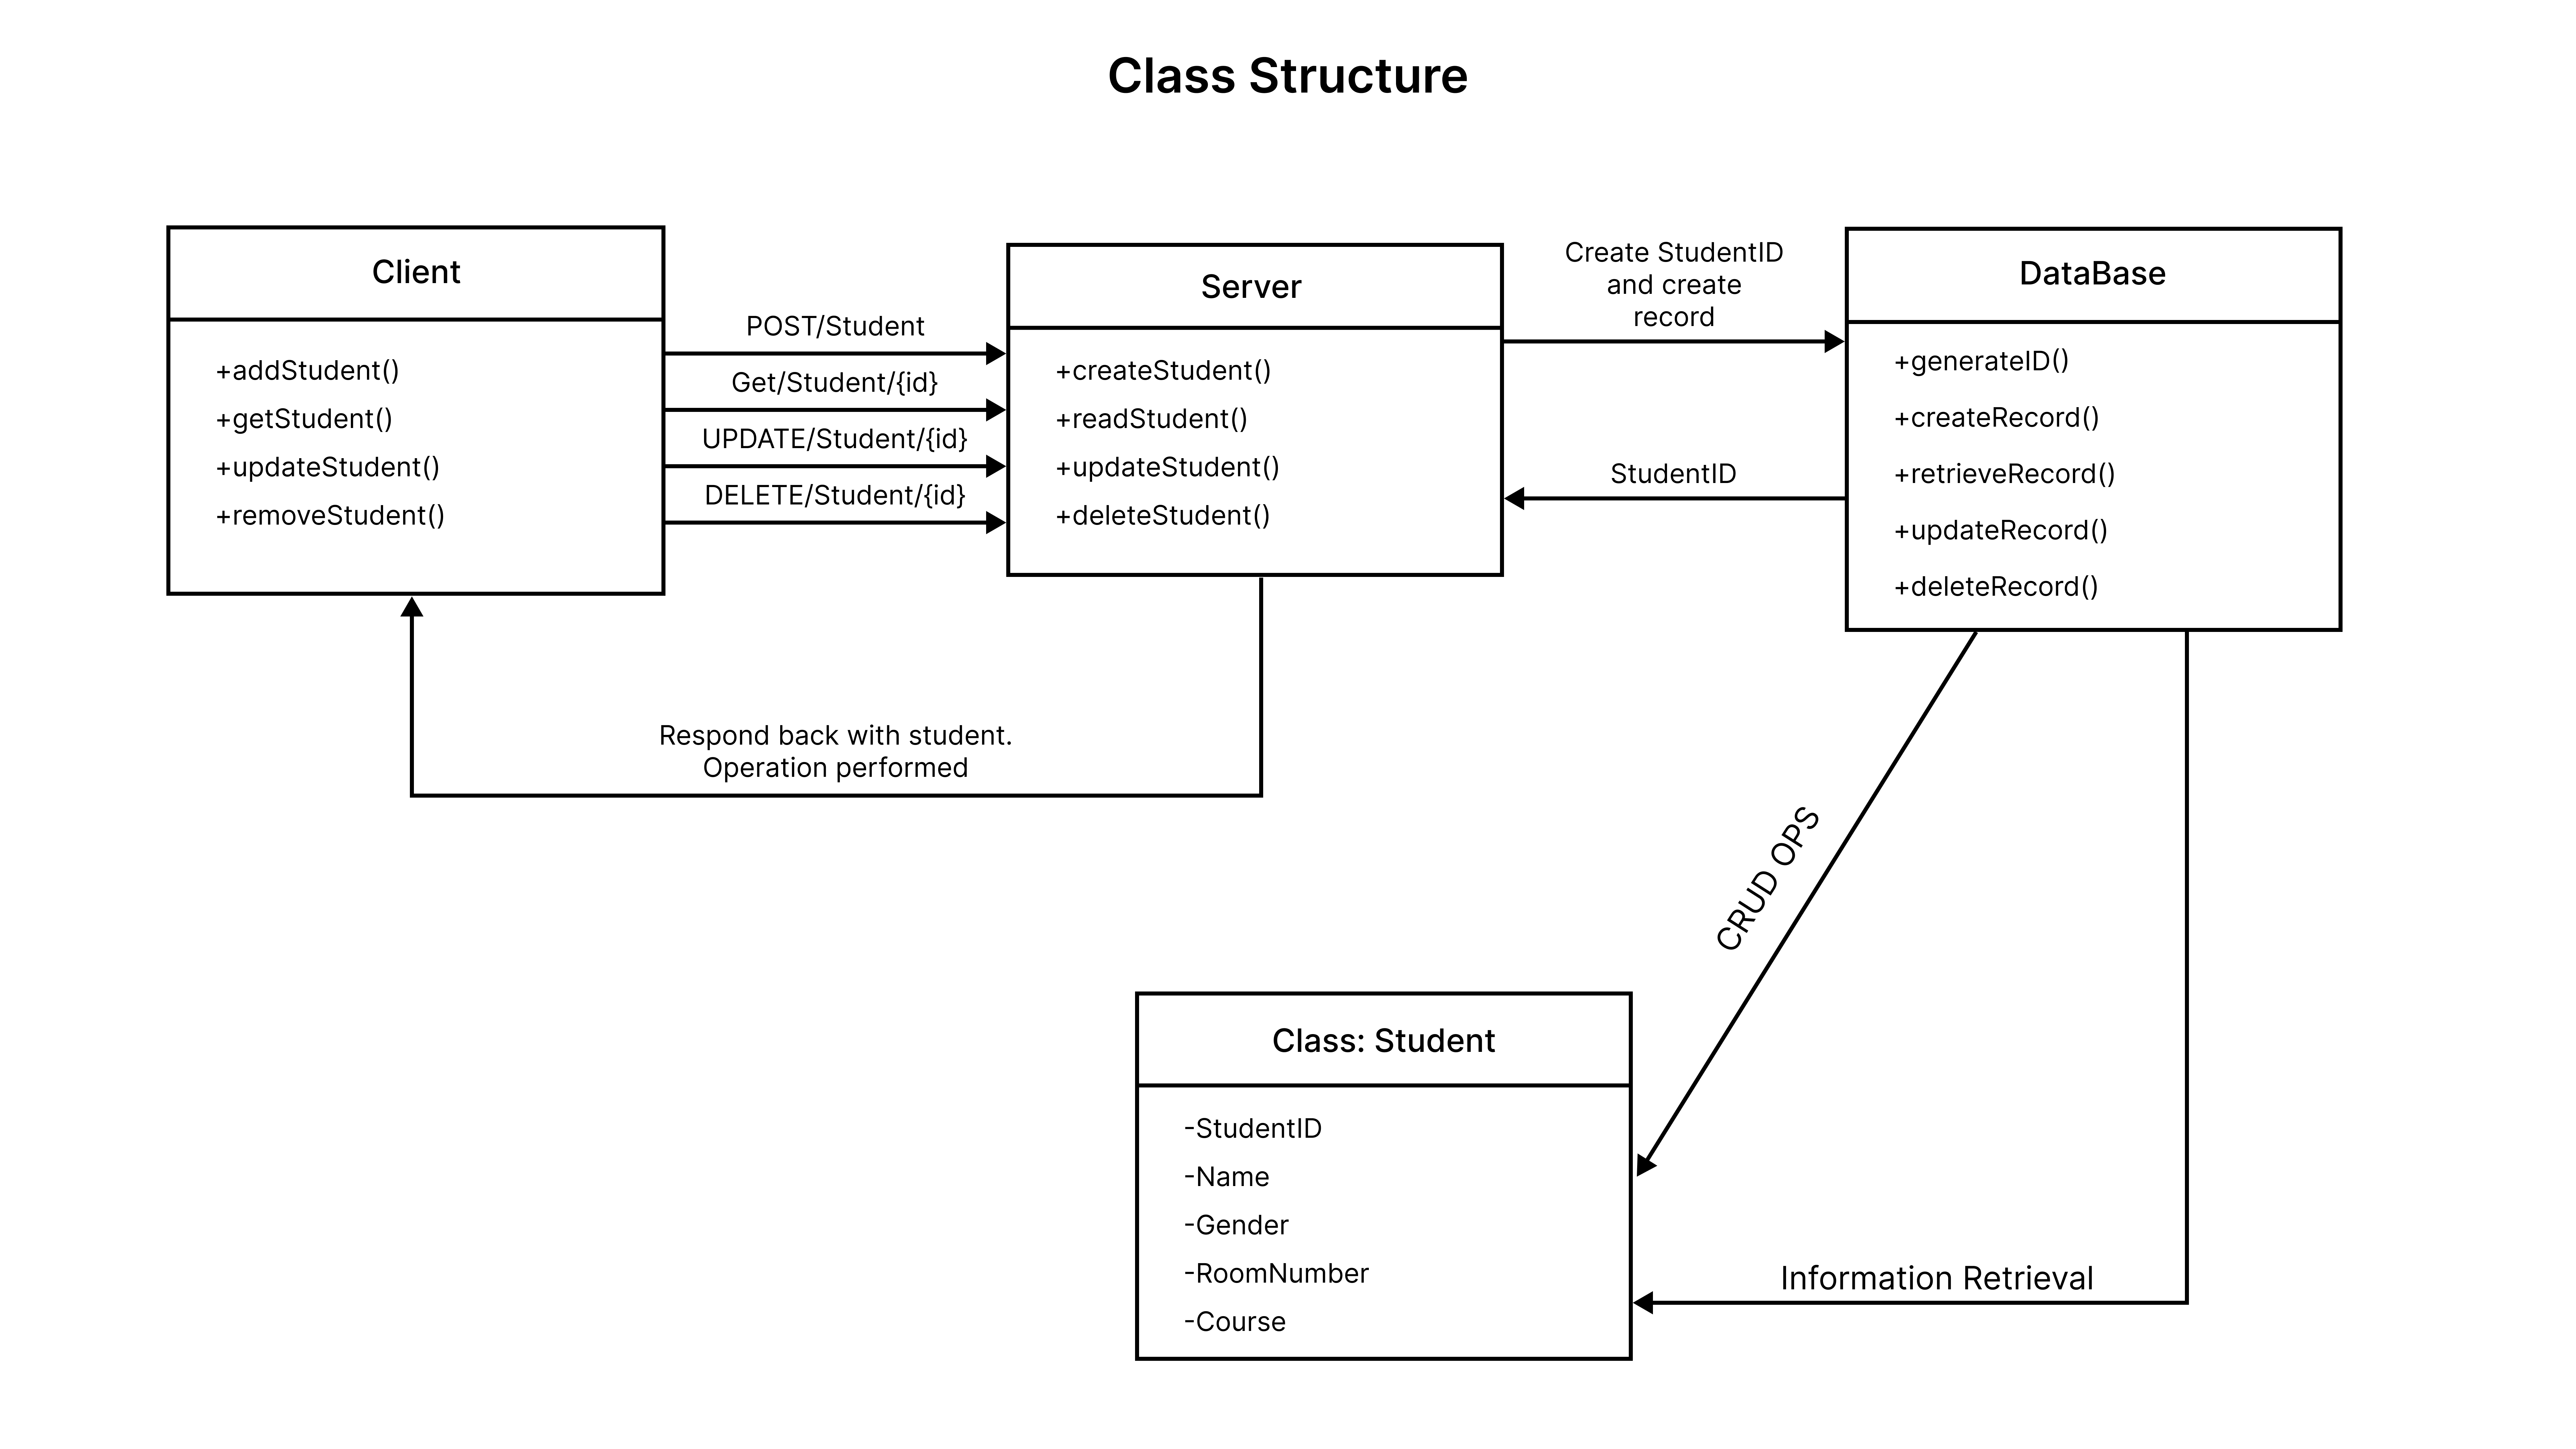 Class Structure
Client
+addStudent()
+getStudent()
+updateStudent()
+removeStudent()
POST/Student
Get/Student/{id}
UPDATE/Student/{id}
DELETE/Student/{id}
Server
+createStudent()
+readStudent()
+updateStudent()
+deleteStudent()
Create StudentID
and create
record
StudentID
DataBase
+generateID()
+createRecord()
+retrieveRecord()
+updateRecord()
+deleteRecord()
Respond back with student.
Operation performed
CRUD OPS
Class: Student
-StudentID
-Name
-Gender
-RoomNumber
-Course
Information Retrieval